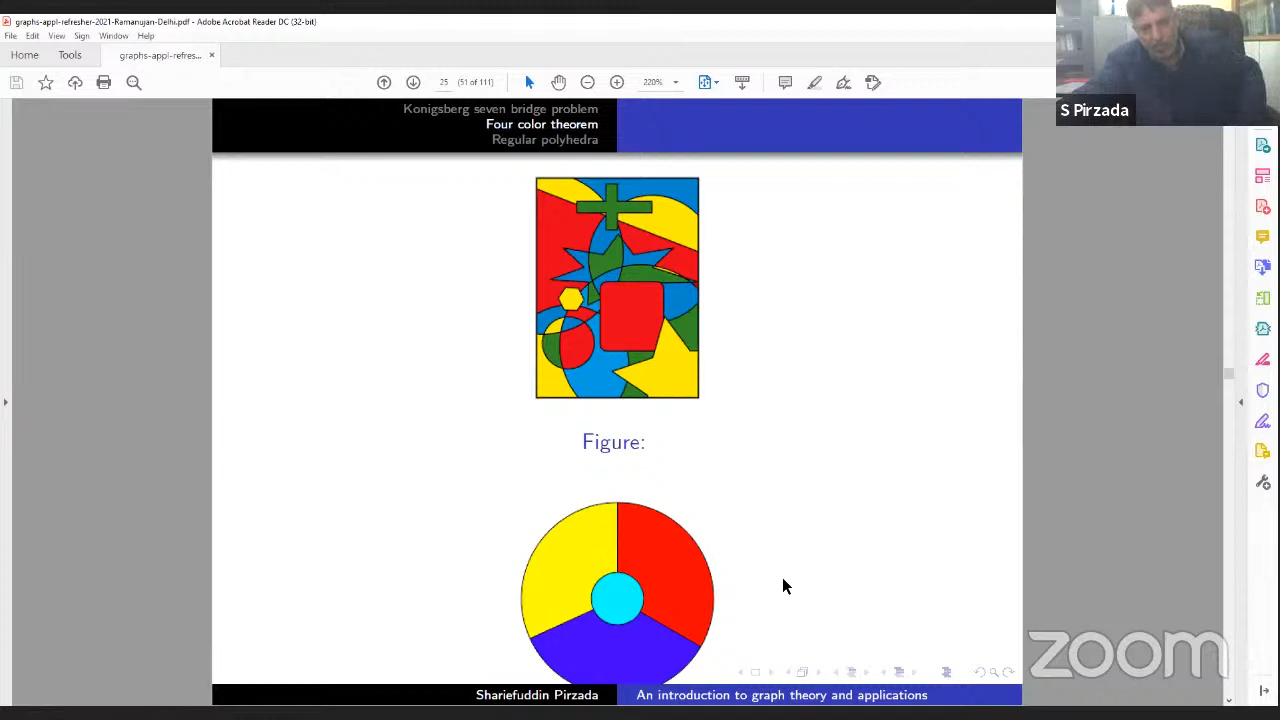 graphs-appl-refresher-2021-Ramanujan-Delhi.pdf - Adobe Acrobat Reader DC (32-bit)
File Edit View Sign Window Help
Home Tools graphs-appl-refres... ×
25 (51 of 111) 220%
Konigsberg seven bridge problem
Four color theorem
Regular polyhedra
S Pirzada
Figure:
zoom
Shariefuddin Pirzada An introduction to graph theory and applications